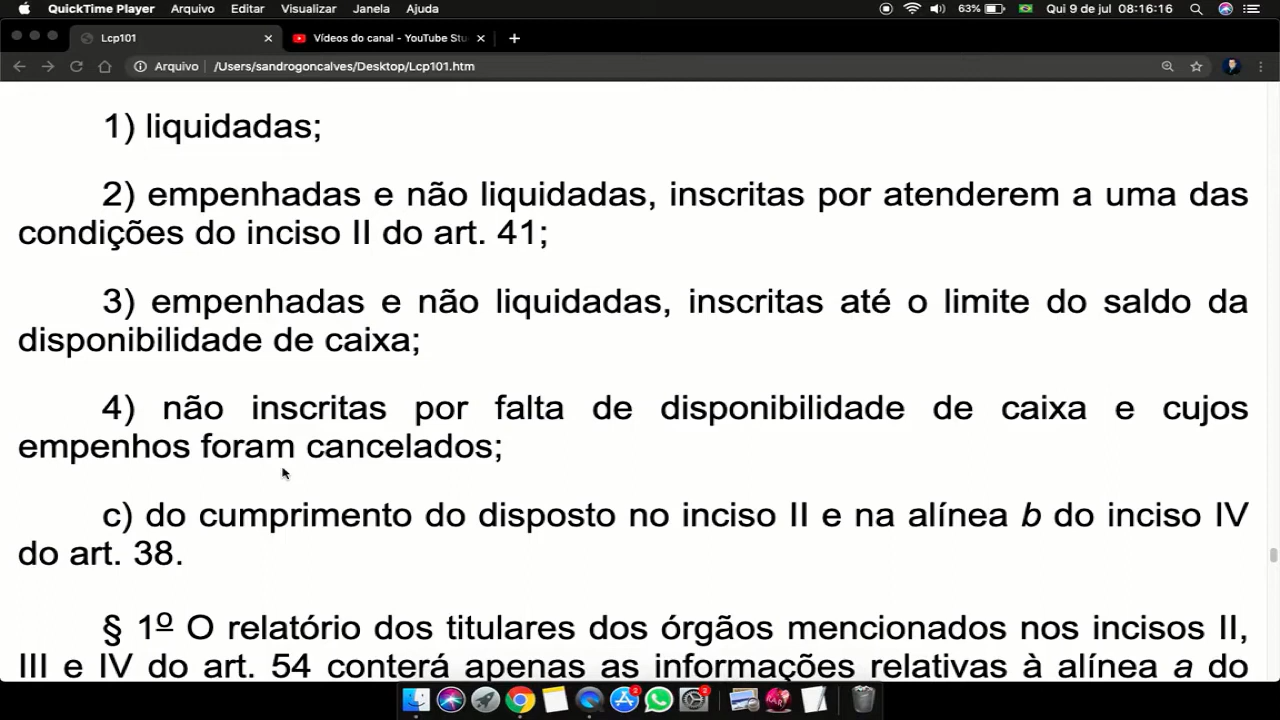 QuickTime Player Arquivo Editar Visualizar Janela Ajuda 63% Qui 9 de jul 08:16:16
Lcp101 Vídeos do canal - YouTube Stu
Arquivo /Users/sandrogoncalves/Desktop/Lcp101.htm
1) liquidadas;
2) empenhadas e não liquidadas, inscritas por atenderem a uma das
condições do inciso II do art. 41;
3) empenhadas e não liquidadas, inscritas até o limite do saldo da
disponibilidade de caixa;
4) não inscritas por falta de disponibilidade de caixa e cujos
empenhos foram cancelados;
c) do cumprimento do disposto no inciso II e na alínea b do inciso IV
do art. 38.
§ 1º O relatório dos titulares dos órgãos mencionados nos incisos II,
III e IV do art. 54 conterá apenas as informações relativas à alínea a do